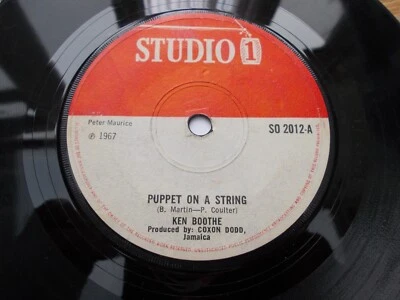 STUDIO 1
Peter Maurice
℗ 1967
SO 2012-A
PUPPET ON A STRING
(B. Martin—P. Coulter)
KEN BOOTHE
Produced by: COXON DODD,
Jamaica